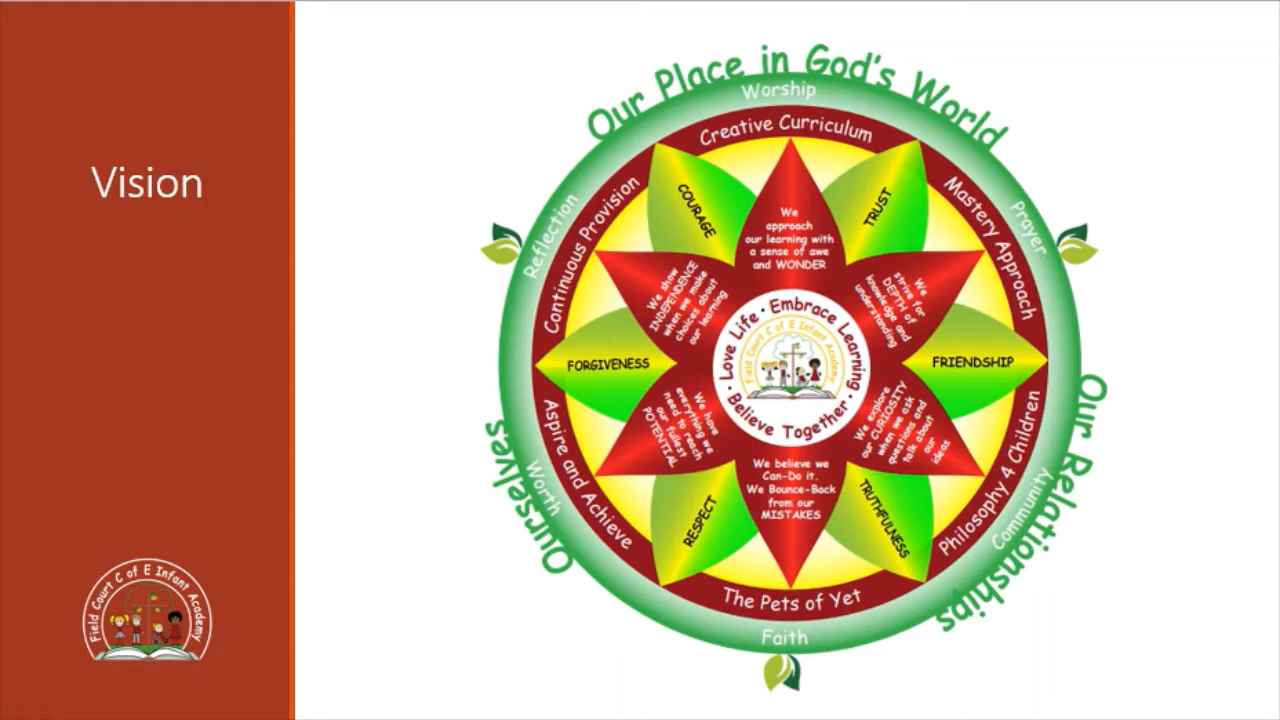 Vision
Field Court C of E Infant Academy
Our Place in God's World
Our Relationships
Ourselves
Worship
Prayer
Community
Faith
Worth
Reflection
Creative Curriculum
Mastery Approach
Philosophy 4 Children
The Pets of Yet
Aspire and Achieve
Continuous Provision
TRUST
FRIENDSHIP
TRUTHFULNESS
RESPECT
FORGIVENESS
COURAGE
We
approach
our learning with
a sense of awe
and WONDER
We
strive for
DEPTH of
knowledge and
understanding
We explore
our CURIOSITY
when we ask
questions and
talk about
our
ideas
We believe we
Can-Do it.
We Bounce-Back
from our
MISTAKES
We have
everything we
need to reach
our fullest
POTENTIAL
We show
INDEPENDENCE
when we make
choices about
our learning
· Love Life · Embrace Learning · Believe Together
Field Court C of E Infant Academy